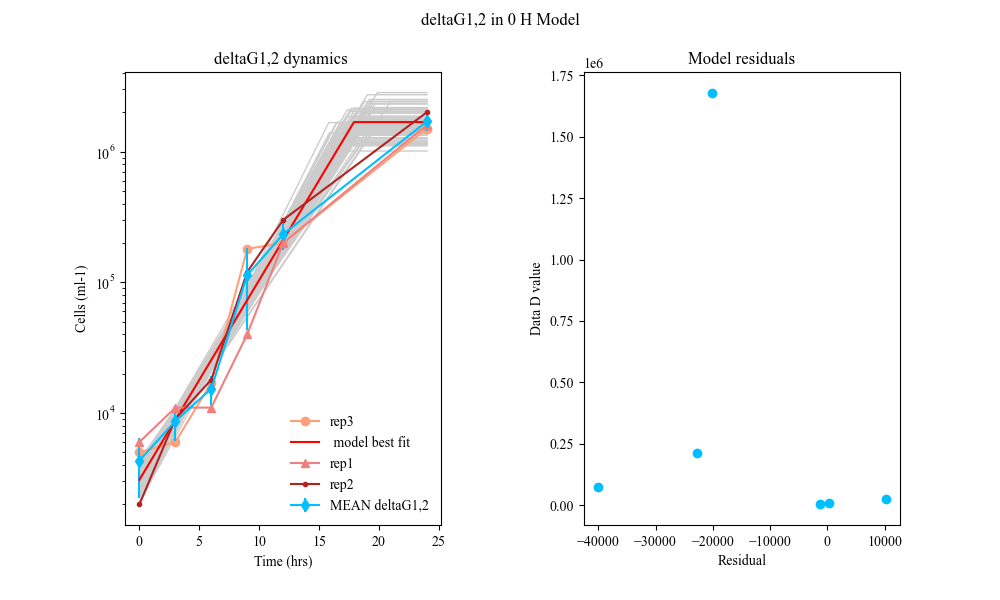 deltaG1,2 in 0 H Model
deltaG1,2 dynamics
Cells (ml-1)
10^6
10^5
10^4
rep3
model best fit
rep1
rep2
MEAN deltaG1,2
0 5 10 15 20 25
Time (hrs)
Model residuals
1e6
Data D value
1.75
1.50
1.25
1.00
0.75
0.50
0.25
0.00
−40000 −30000 −20000 −10000 0 10000
Residual